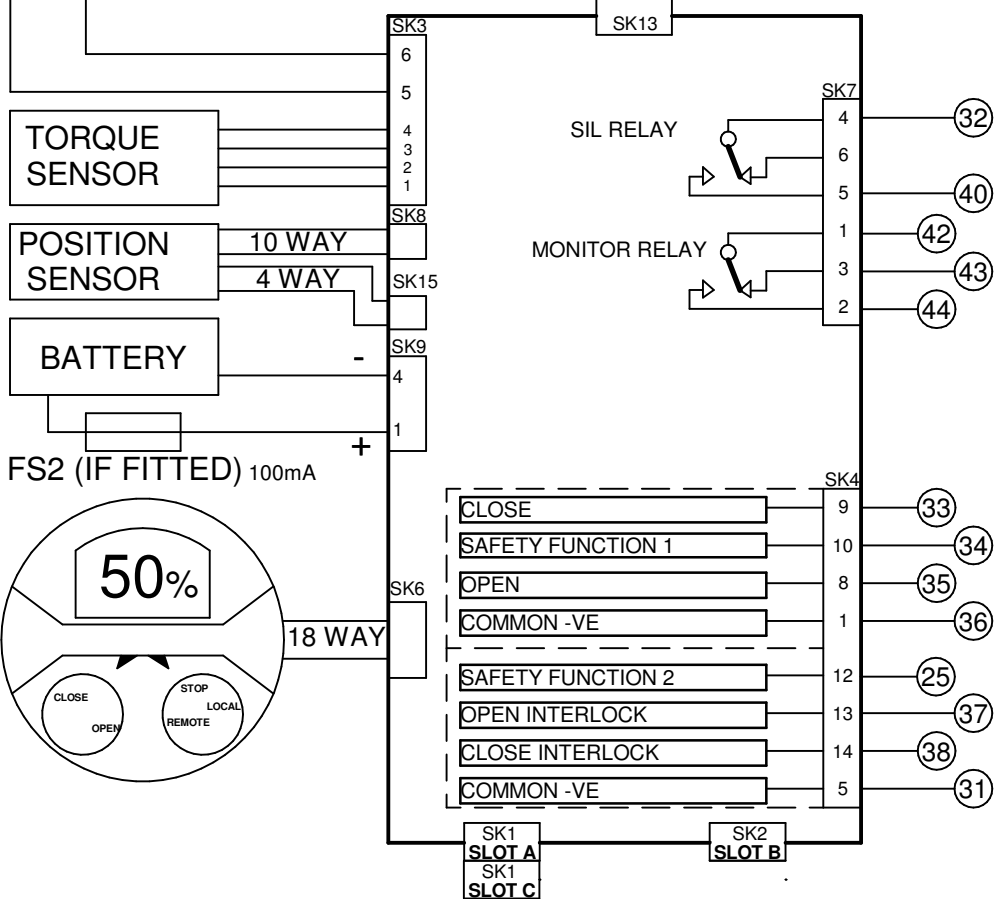 SK13
SK3
6
5
4
3
2
1
TORQUE
SENSOR
SK8
POSITION
SENSOR
10 WAY
4 WAY
SK15
BATTERY
-
SK9
4
1
+
FS2 (IF FITTED) 100mA
50%
CLOSE
OPEN
STOP
LOCAL
REMOTE
18 WAY
SK6
SIL RELAY
MONITOR RELAY
SK7
4 32
6
5 40
1 42
3 43
2 44
SK4
CLOSE 9 33
SAFETY FUNCTION 1 10 34
OPEN 8 35
COMMON -VE 1 36
SAFETY FUNCTION 2 12 25
OPEN INTERLOCK 13 37
CLOSE INTERLOCK 14 38
COMMON -VE 5 31
SK1
SLOT A
SK1
SLOT C
SK2
SLOT B